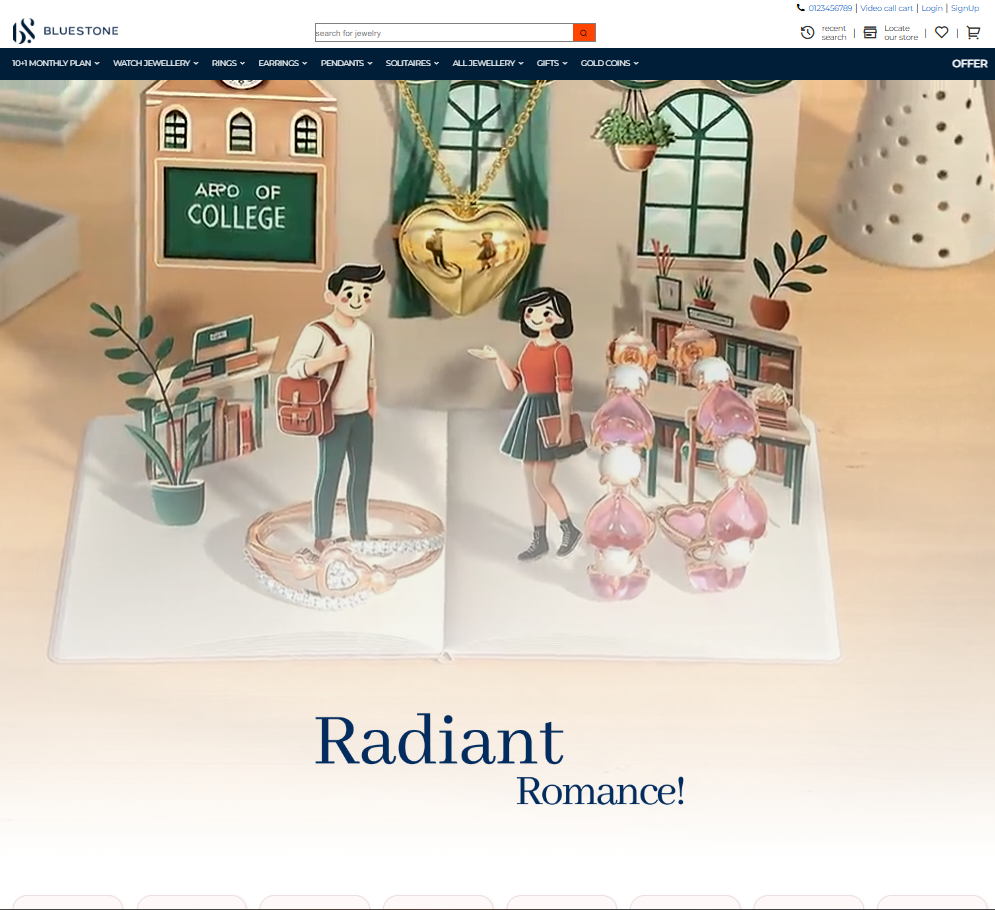 0123456789 | Video call cart | Login | SignUp
BLUESTONE
search for jewelry
recent
search
Locate
our store
10+1 MONTHLY PLAN
WATCH JEWELLERY
RINGS
EARRINGS
PENDANTS
SOLITAIRES
ALL JEWELLERY
GIFTS
GOLD COINS
OFFER
ARPO OF
COLLEGE
Radiant
Romance!